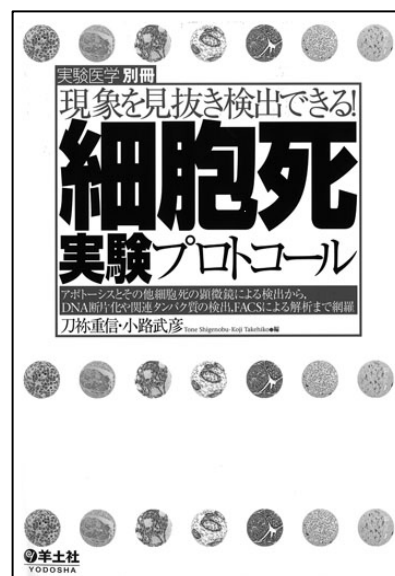 実験医学 別冊
現象を見抜き検出できる!
細胞死
実験プロトコール
アポトーシスとその他細胞死の顕微鏡による検出から,
DNA断片化や関連タンパク質の検出,FACSによる解析まで網羅
刀祢重信・小路武彦 Tone Shigenobu・Koji Takehiko●編
羊土社
YODOSHA